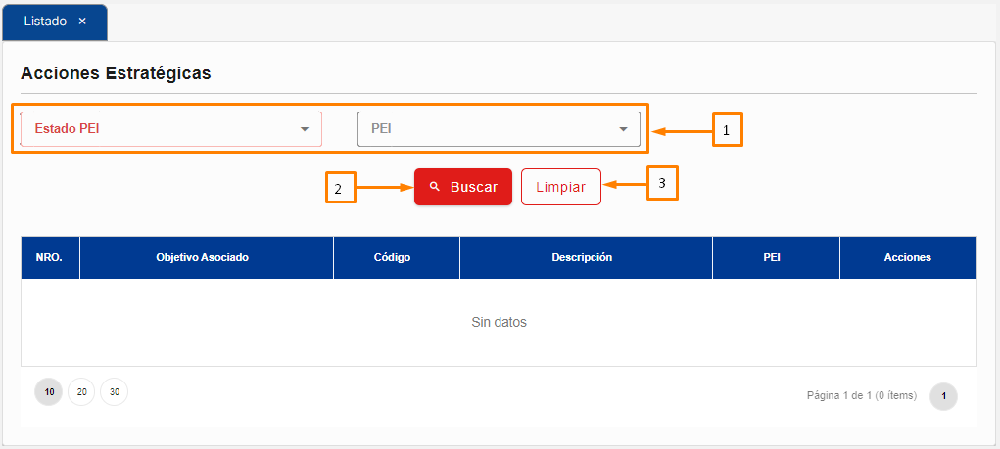 Listado ×
Acciones Estratégicas
Estado PEI PEI 1
2 Buscar Limpiar 3
NRO. Objetivo Asociado Código Descripción PEI Acciones
Sin datos
10 20 30 Página 1 de 1 (0 ítems) 1